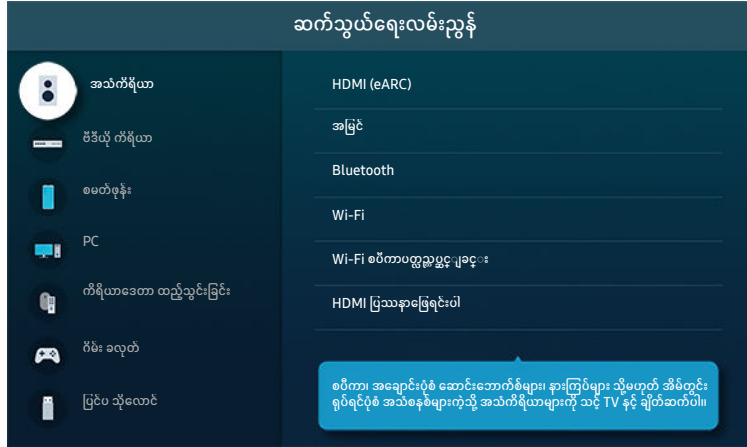 ဆက်သွယ်ရေးလမ်းညွှန်
အသံကိရိယာ
ဗီဒီယို ကိရိယာ
စမတ်ဖုန်း
PC
ကိရိယာဒေတာ ထည့်သွင်းခြင်း
ဂိမ်း ခလုတ်
ပြင်ပ သိုလှောင်
HDMI (eARC)
အမြင်
Bluetooth
Wi-Fi
Wi-Fi စပီကာပတ္လည္အပ္ဆင္ျခင္း
HDMI ပြဿနာဖြေရှင်းပါ
စပီကာ၊ အချောင်းပုံစံ ဆောင်းဘောက်စ်များ၊ နားကြပ်များ သို့မဟုတ် အိမ်တွင်း
ရုပ်ရှင်ပုံစံ အသံစနစ်များကဲ့သို့ အသံကိရိယာများကို သင့် TV နှင့် ချိတ်ဆက်ပါ။